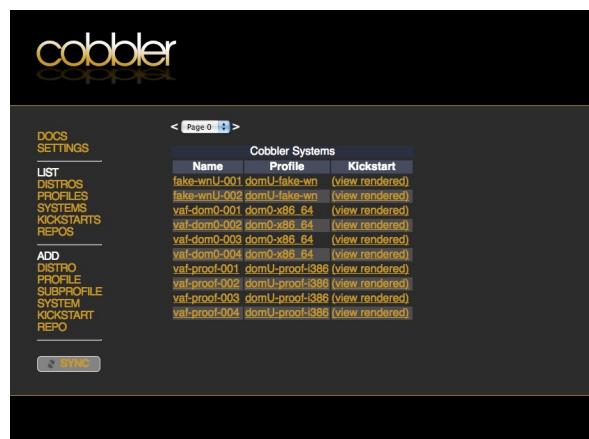 cobbler
DOCS
SETTINGS
LIST
DISTROS
PROFILES
SYSTEMS
KICKSTARTS
REPOS
ADD
DISTRO
PROFILE
SUBPROFILE
SYSTEM
KICKSTART
REPO
SYNC
< Page 0 >
Cobbler Systems
Name Profile Kickstart
fake-wnU-001 domU-fake-wn (view rendered)
fake-wnU-002 domU-fake-wn (view rendered)
vaf-dom0-001 dom0-x86_64 (view rendered)
vaf-dom0-002 dom0-x86_64 (view rendered)
vaf-dom0-003 dom0-x86_64 (view rendered)
vaf-dom0-004 dom0-x86_64 (view rendered)
vaf-proof-001 domU-proof-i386 (view rendered)
vaf-proof-002 domU-proof-i386 (view rendered)
vaf-proof-003 domU-proof-i386 (view rendered)
vaf-proof-004 domU-proof-i386 (view rendered)